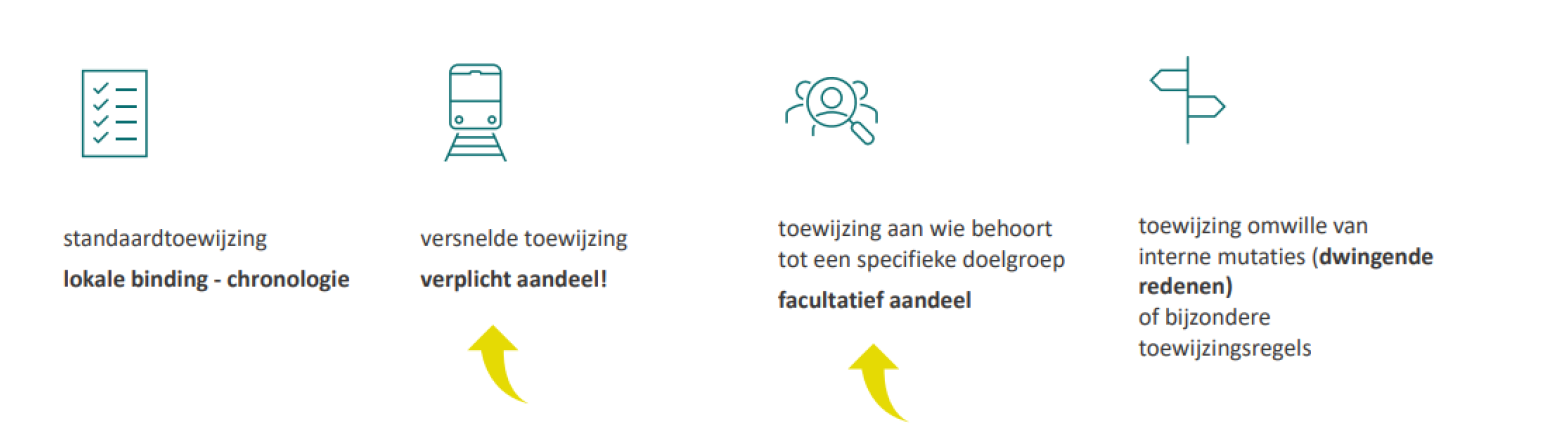 standaardtoewijzing
lokale binding - chronologie
versnelde toewijzing
verplicht aandeel!
toewijzing aan wie behoort
tot een specifieke doelgroep
facultatief aandeel
toewijzing omwille van
interne mutaties (dwingende
redenen)
of bijzondere
toewijzingsregels